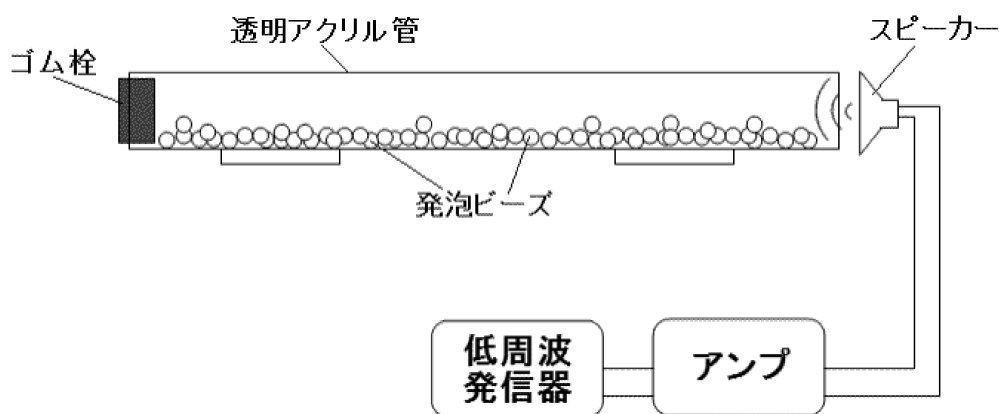 透明アクリル管
スピーカー
ゴム栓
発泡ビーズ
低周波
発信器
アンプ